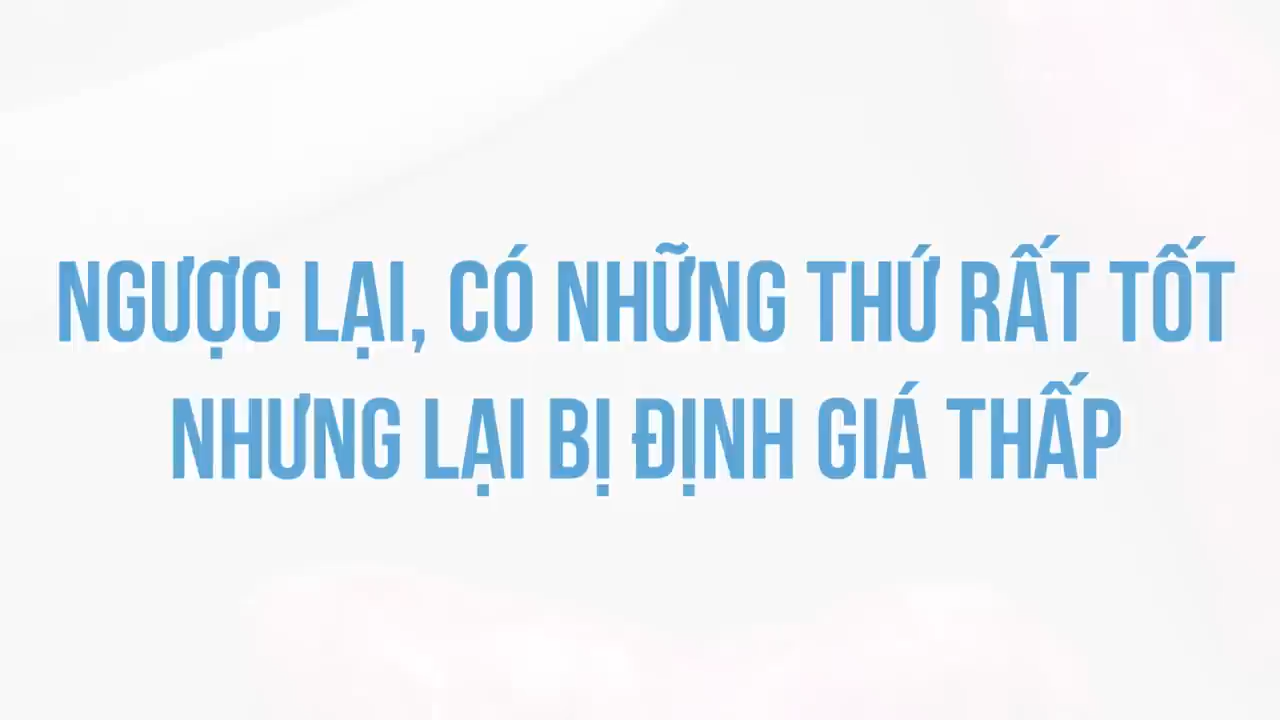 NGƯỢC LẠI, CÓ NHỮNG THỨ RẤT TỐT
NHƯNG LẠI BỊ ĐỊNH GIÁ THẤP